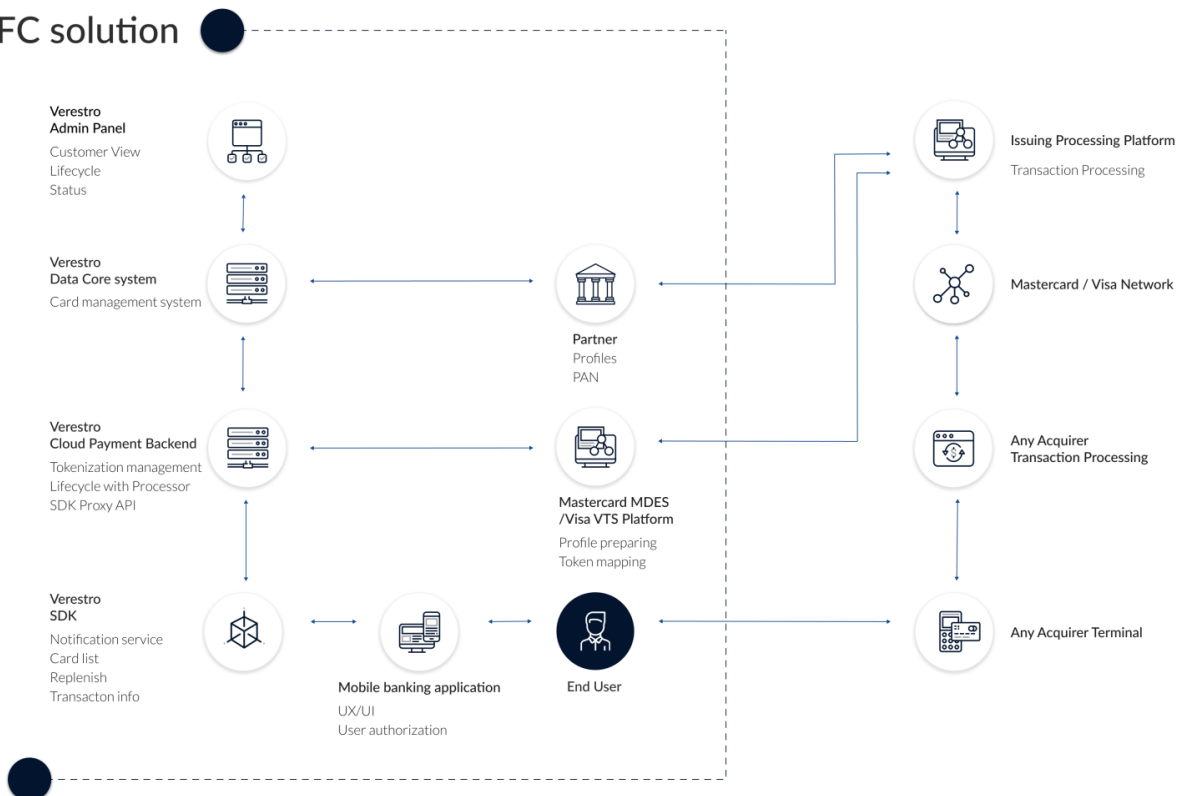 FC solution
Verestro
Admin Panel
Customer View
Lifecycle
Status
Verestro
Data Core system
Card management system
Partner
Profiles
PAN
Verestro
Cloud Payment Backend
Tokenization management
Lifecycle with Processor
SDK Proxy API
Mastercard MDES
/Visa VTS Platform
Profile preparing
Token mapping
Verestro
SDK
Notification service
Card list
Replenish
Transacton info
Mobile banking application
UX/UI
User authorization
End User
Issuing Processing Platform
Transaction Processing
Mastercard / Visa Network
Any Acquirer
Transaction Processing
Any Acquirer Terminal